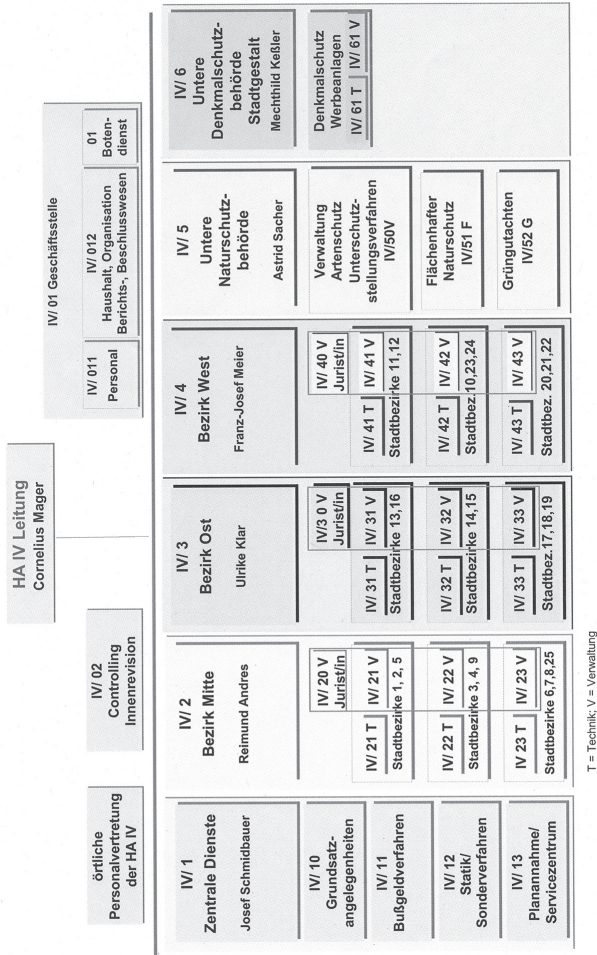 HA IV Leitung
Cornelius Mager
örtliche
Personalvertretung
der HA IV
IV/ 02
Controlling
Innenrevision
IV/ 01 Geschäftsstelle
IV/ 011
Personal
IV/ 012
Haushalt, Organisation
Berichts-, Beschlusswesen
01
Boten-
dienst
IV/ 1
Zentrale Dienste
Josef Schmidbauer
IV/ 10
Grundsatz-
angelegenheiten
IV/ 11
Bußgeldverfahren
IV/ 12
Statik/
Sonderverfahren
IV/ 13
Planannahme/
Servicezentrum
IV/ 2
Bezirk Mitte
Reimund Andres
IV/ 20 V
Jurist/in
IV/ 21 T
IV/ 21 V
Stadtbezirke 1, 2, 5
IV/ 22 T
IV/ 22 V
Stadtbezirke 3, 4, 9
IV 23 T
IV/ 23 V
Stadtbezirke 6,7,8,25
IV/ 3
Bezirk Ost
Ulrike Klar
IV/3 0 V
Jurist/in
IV/ 31 T
IV/ 31 V
Stadtbezirke 13,16
IV/ 32 T
IV/ 32 V
Stadtbezirke 14,15
IV/ 33 T
IV/ 33 V
Stadtbez.17,18,19
IV/ 4
Bezirk West
Franz-Josef Meier
IV/ 40 V
Jurist/in
IV/ 41 T
IV/ 41 V
Stadtbezirke 11,12
IV/ 42 T
IV/ 42 V
Stadtbez.10,23,24
IV/ 43 T
IV/ 43 V
Stadtbez. 20,21,22
IV/ 5
Untere
Naturschutz-
behörde
Astrid Sacher
Verwaltung
Artenschutz
Unterschutz-
stellungsverfahren
IV/50V
Flächenhafter
Naturschutz
IV/51 F
Grüngutachten
IV/52 G
IV/ 6
Untere
Denkmalschutz-
behörde
Stadtgestalt
Mechthild Keßler
Denkmalschutz
Werbeanlagen
IV/ 61 T
IV/ 61 V
T = Technik; V = Verwaltung